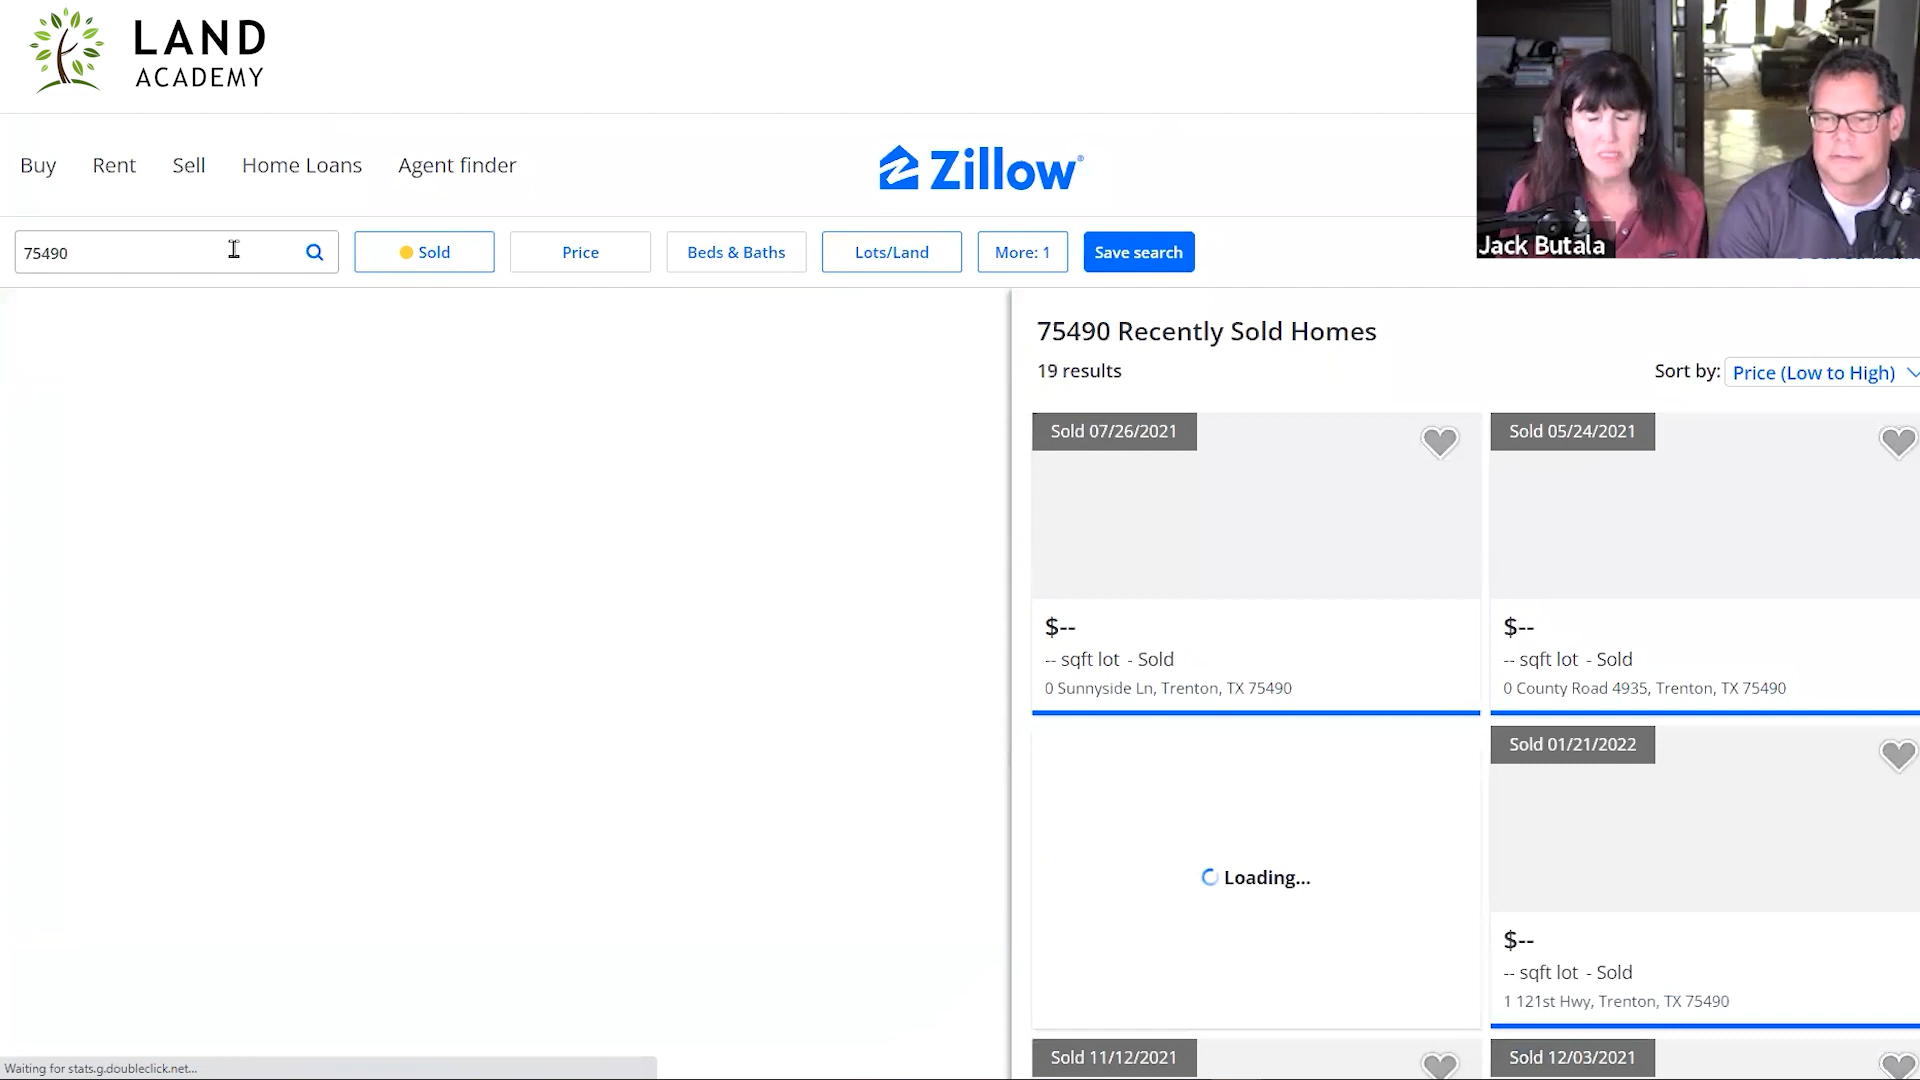 LAND
ACADEMY
Buy Rent Sell Home Loans Agent finder
Zillow®
Jack Butala
75490 Sold Price Beds & Baths Lots/Land More: 1 Save search
75490 Recently Sold Homes
19 results
Sort by: Price (Low to High)
Sold 07/26/2021
Sold 05/24/2021
$--
-- sqft lot - Sold
0 Sunnyside Ln, Trenton, TX 75490
$--
-- sqft lot - Sold
0 County Road 4935, Trenton, TX 75490
Loading...
Sold 01/21/2022
$--
-- sqft lot - Sold
1 121st Hwy, Trenton, TX 75490
Sold 11/12/2021
Sold 12/03/2021
Waiting for stats.g.doubleclick.net...